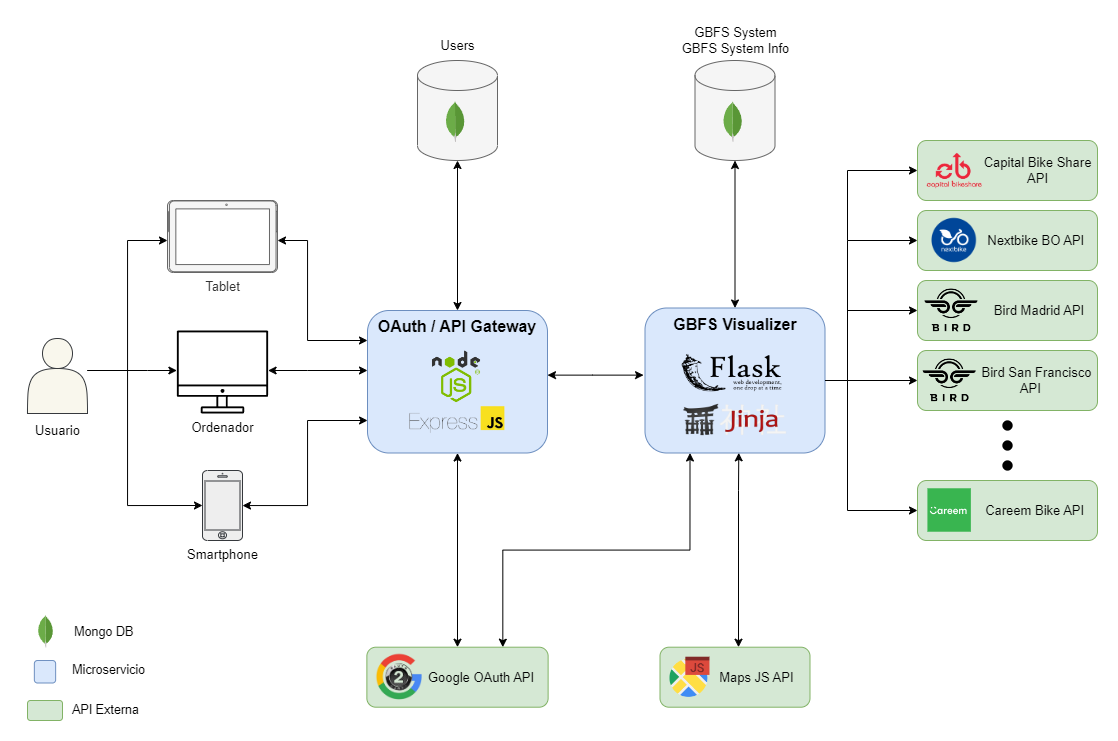 Users
GBFS System
GBFS System Info
Capital Bike Share
API
capital bikeshare
Nextbike BO API
nextbike
Tablet
Bird Madrid API
BIRD
OAuth / API Gateway
GBFS Visualizer
node
JS
Flask
web development,
one drop at a time
Bird San Francisco
API
BIRD
Express
JS
Jinja
Usuario
Ordenador
Careem
Careem Bike API
Smartphone
Mongo DB
Microservicio
API Externa
2
Google OAuth API
JS
Maps JS API